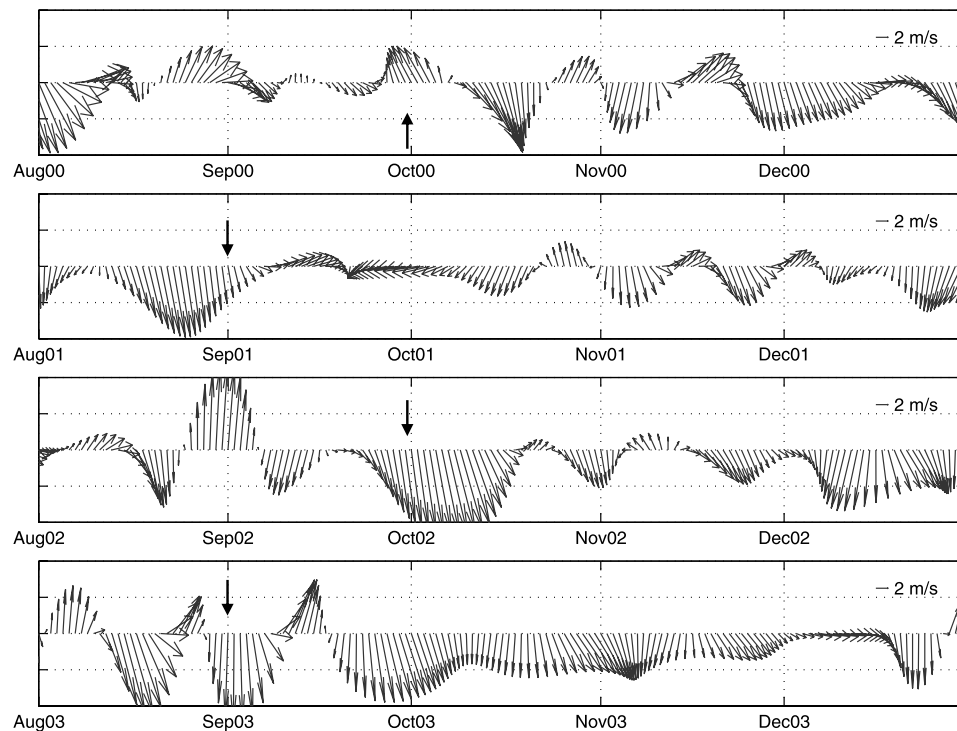 2 m/s
Aug00 Sep00 Oct00 Nov00 Dec00
2 m/s
Aug01 Sep01 Oct01 Nov01 Dec01
2 m/s
Aug02 Sep02 Oct02 Nov02 Dec02
2 m/s
Aug03 Sep03 Oct03 Nov03 Dec03